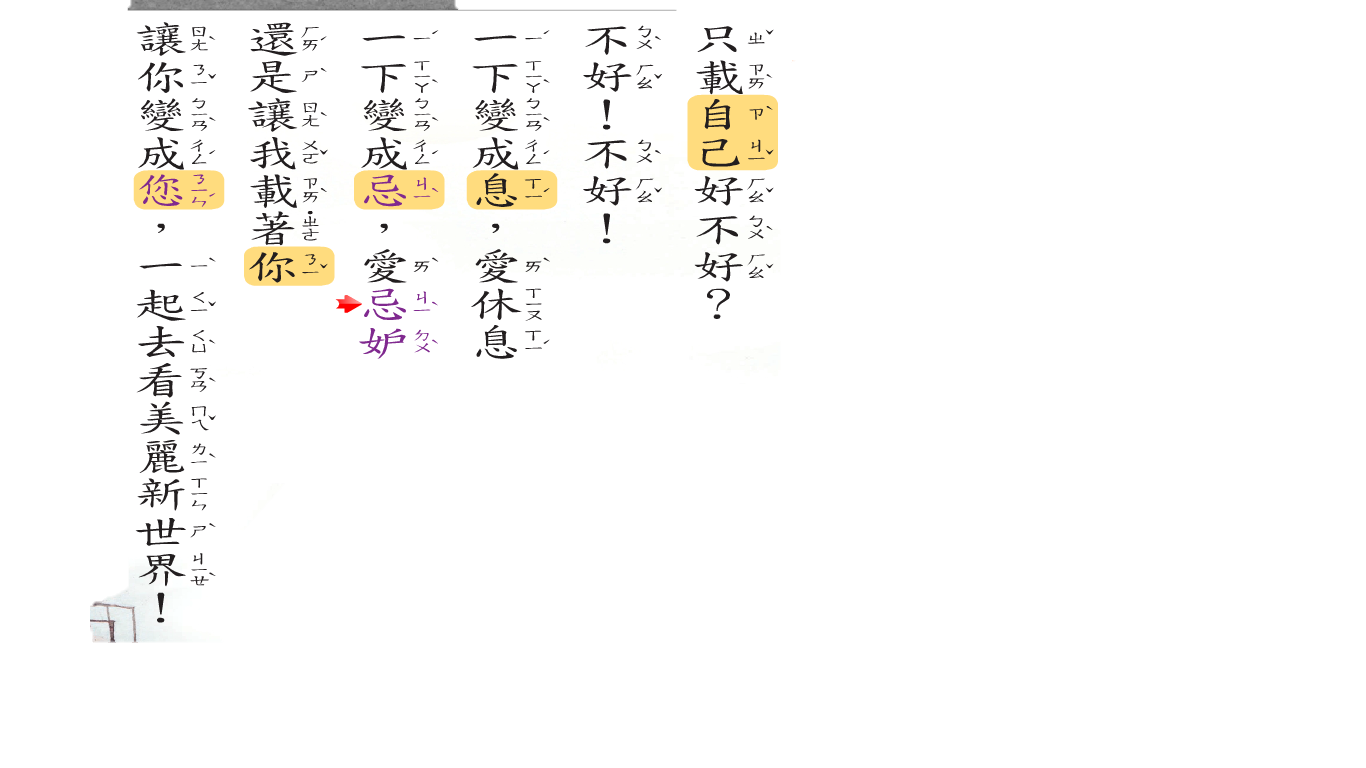 只載自己好不好？
不好！不好！
一下變成息，愛休息
一下變成忌，愛忌妒
還是讓我載著你
讓你變成您，一起去看美麗新世界！